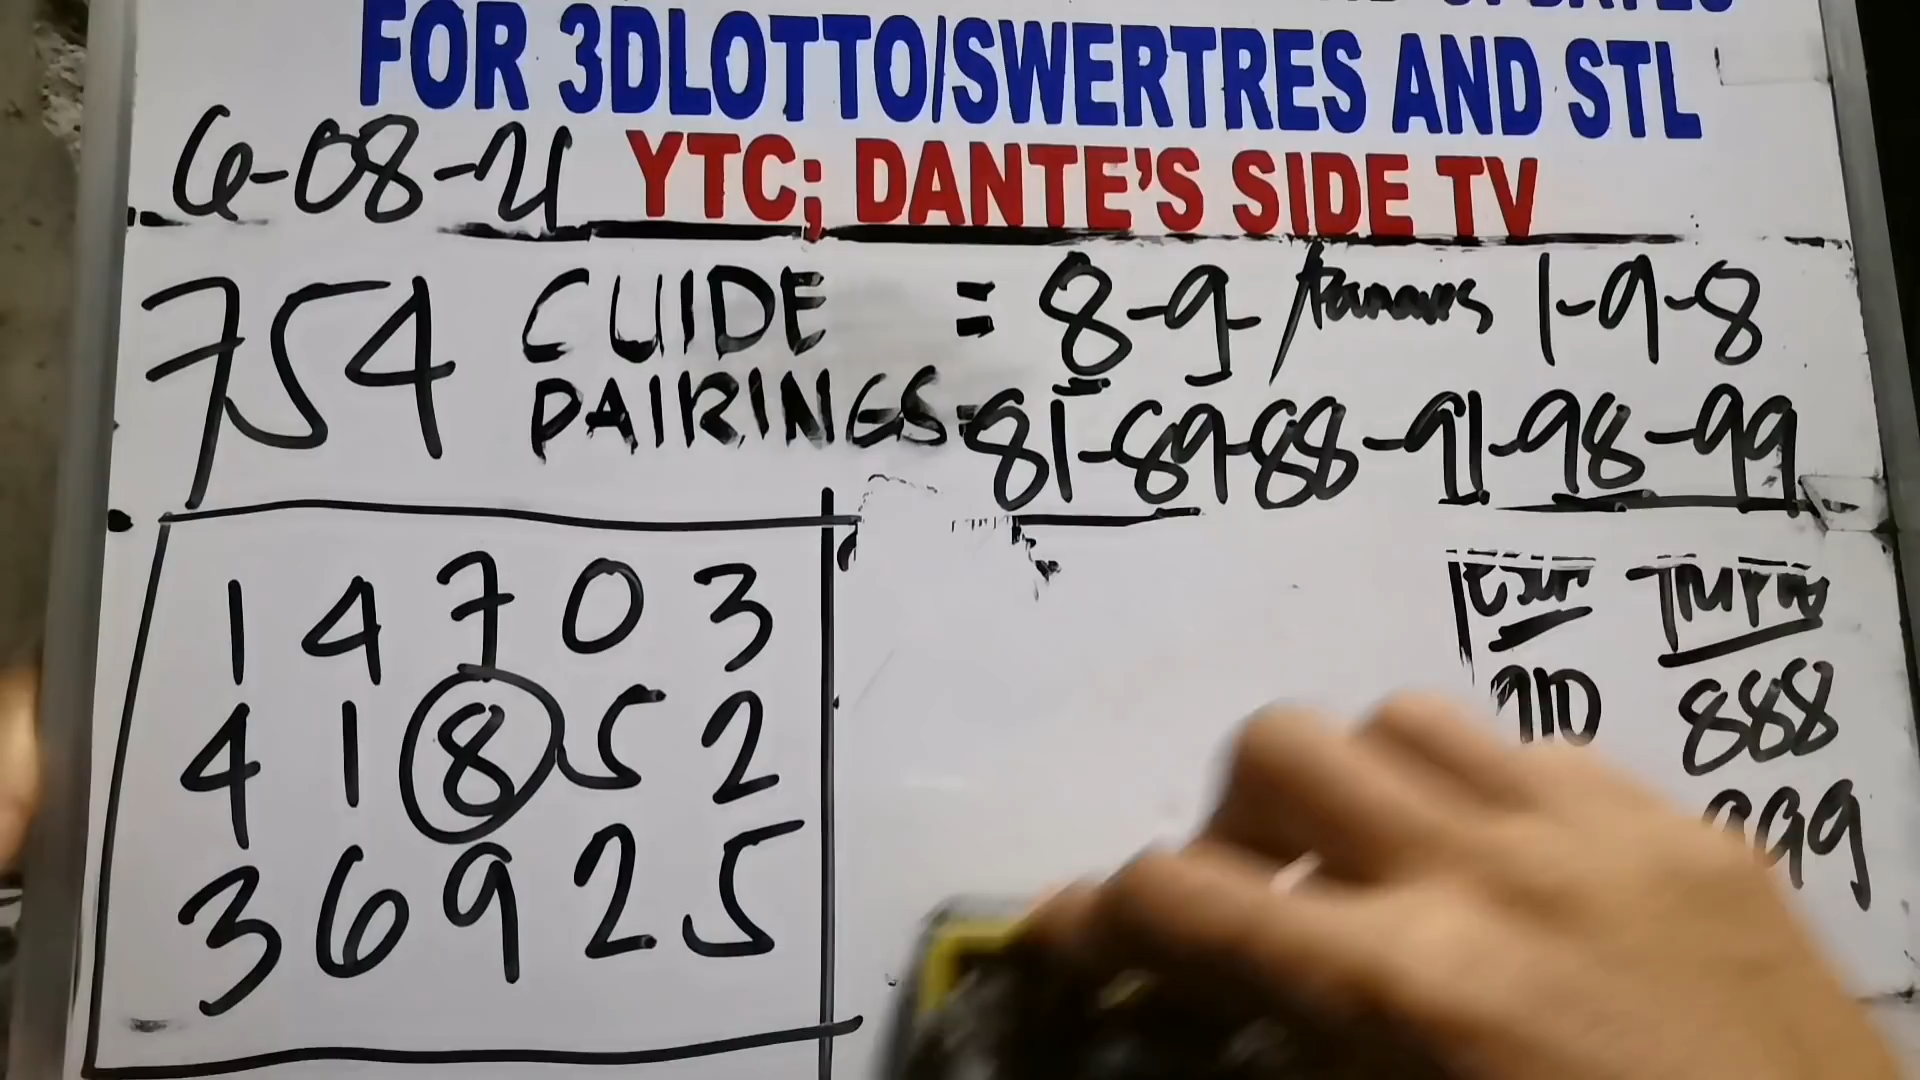 FOR 3DLOTTO/SWERTRES AND STL
6-08-21 YTC; DANTE'S SIDE TV
754 GUIDE = 8-9- / 1-9-8
PAIRINGS= 81-89-88-91-98-99
1 4 7 0 3
4 1 8 5 2
3 6 9 2 5
910 888
999